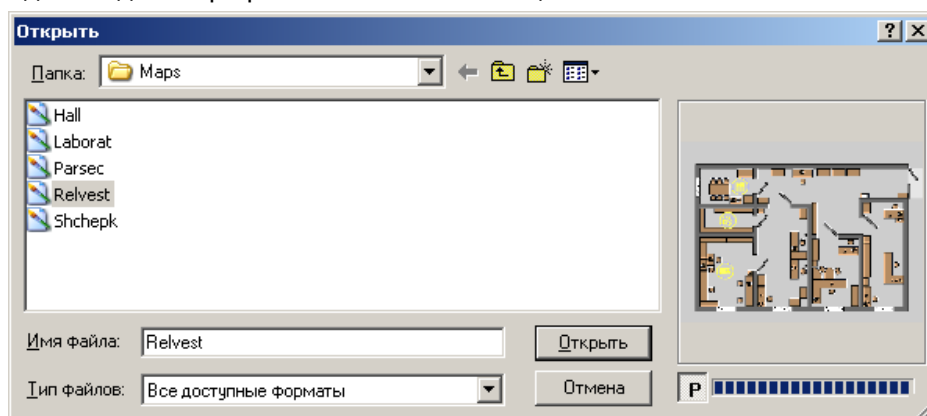 Открыть
Папка: Maps
Hall
Laborat
Parsec
Relvest
Shchepk
Имя файла: Relvest Открыть
Тип файлов: Все доступные форматы Отмена P